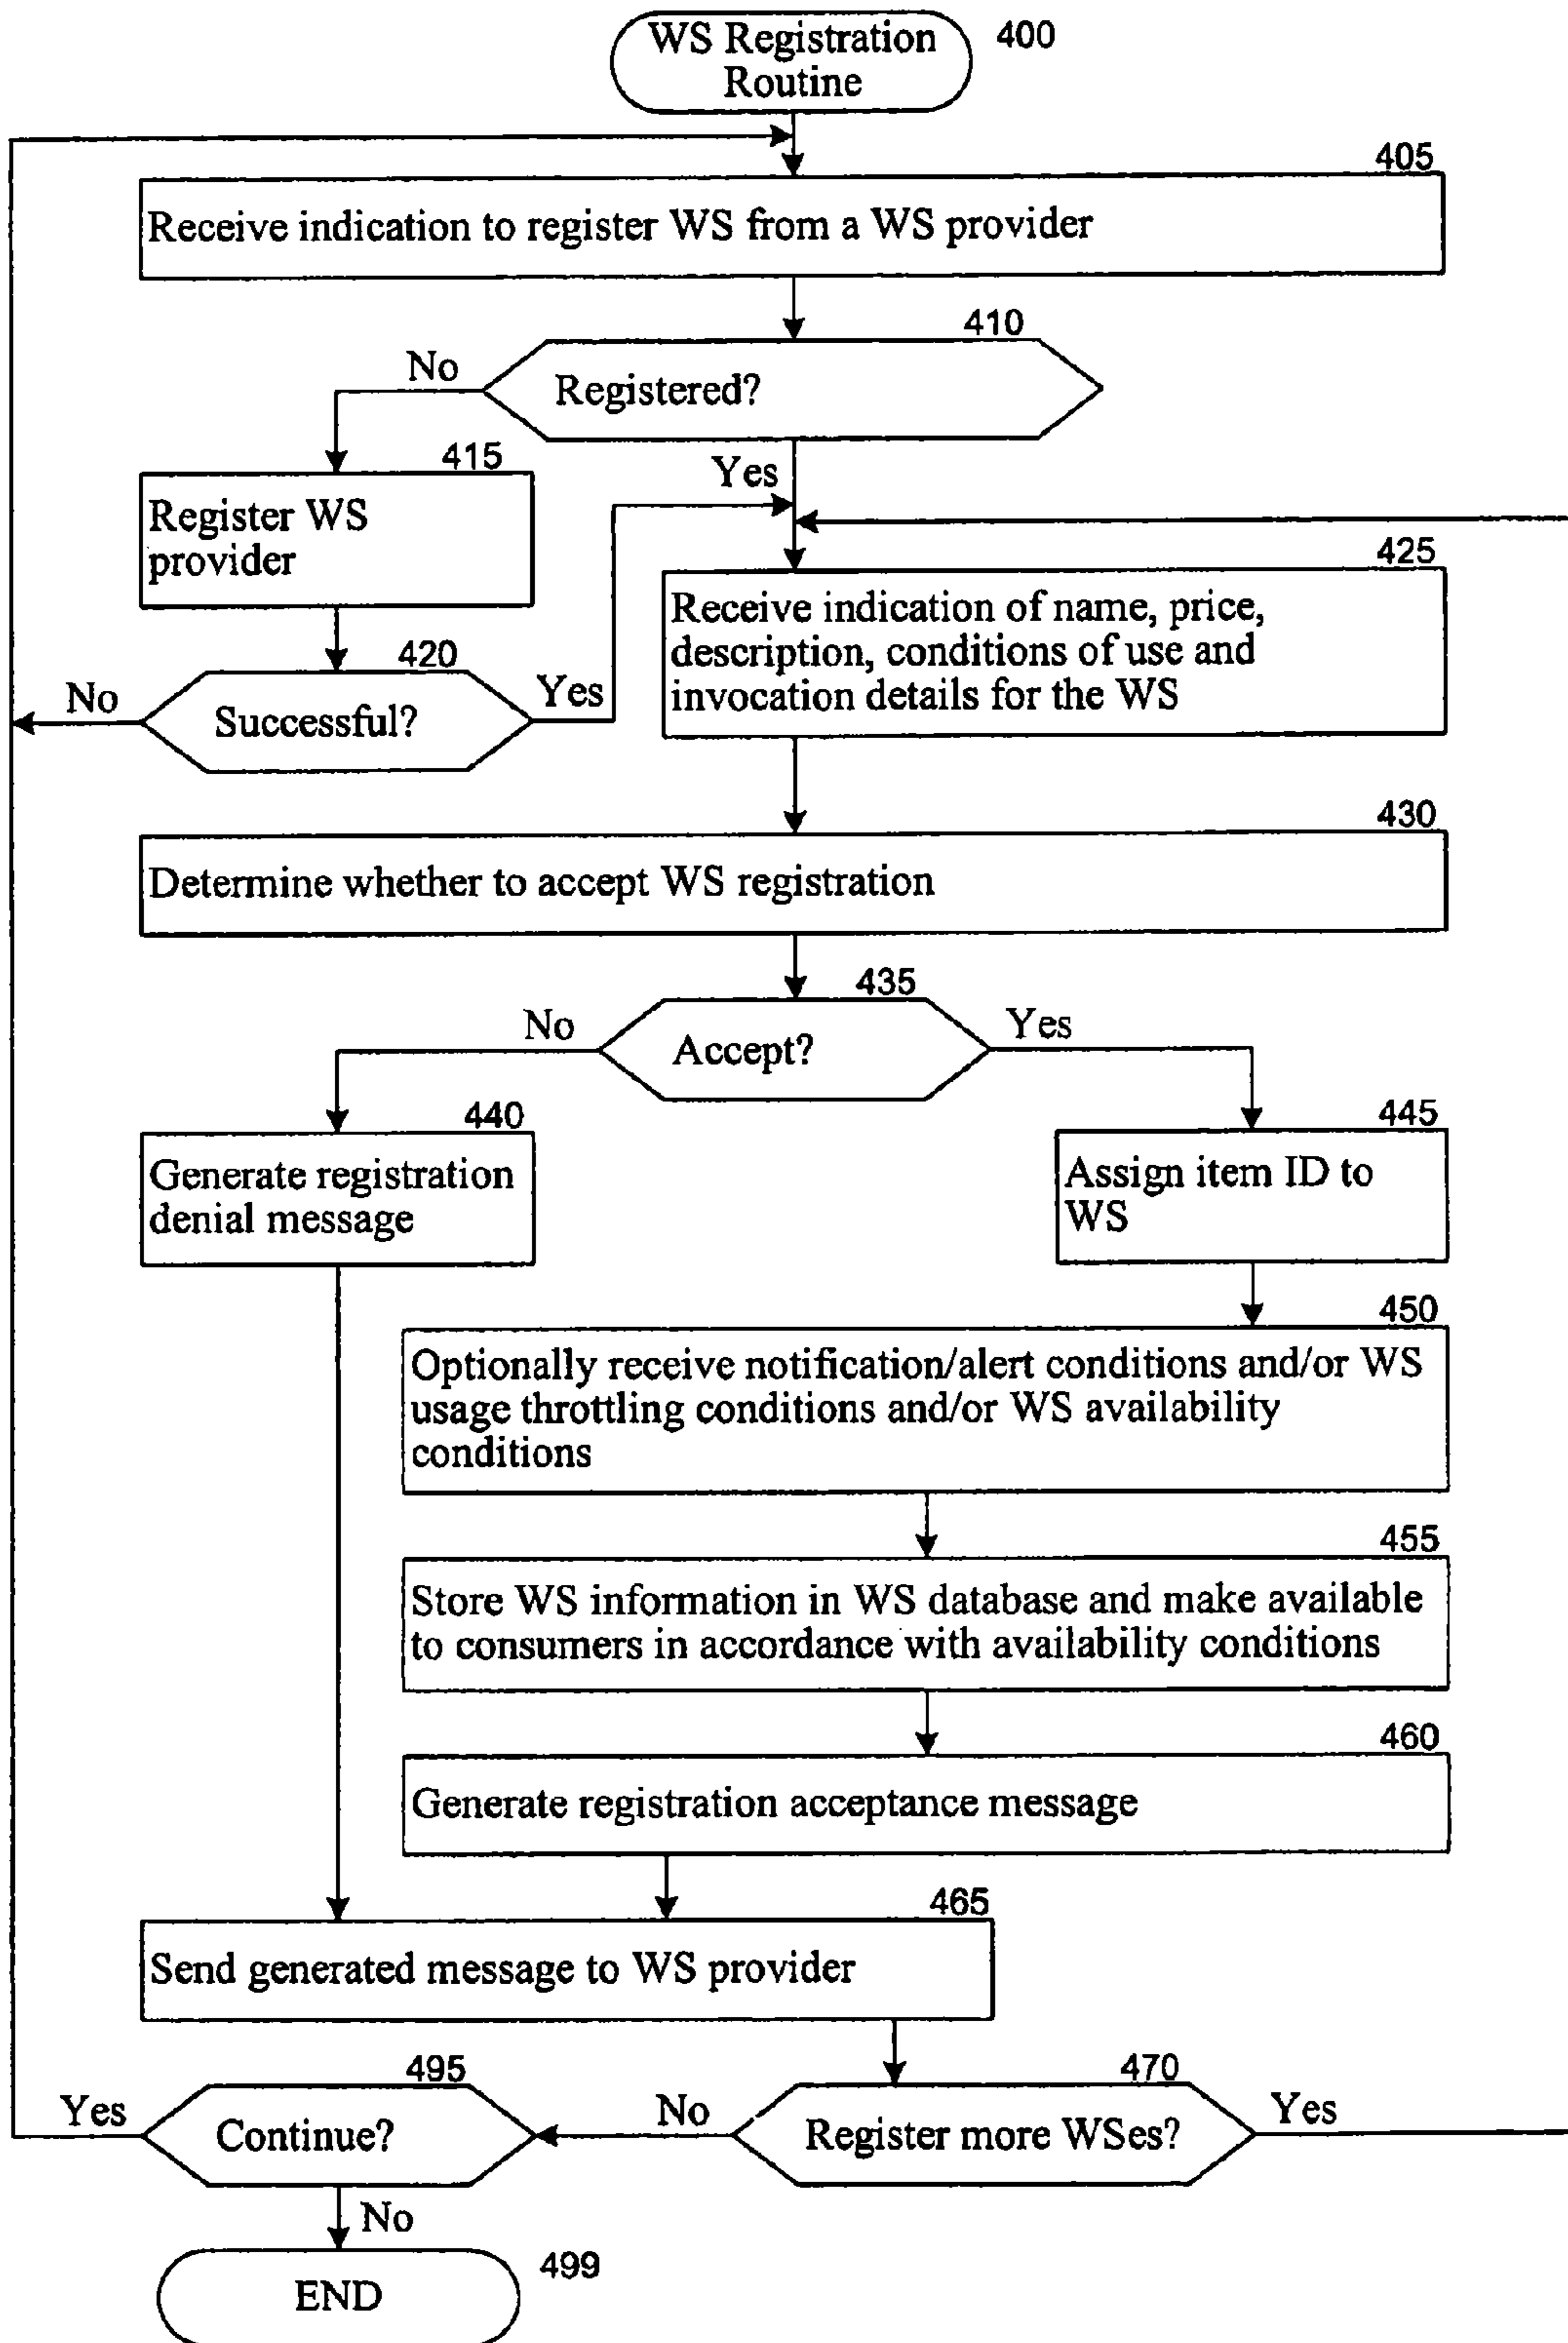 WS Registration
Routine
400
405
Receive indication to register WS from a WS provider
410
No
Registered?
415
Yes
Register WS
provider
425
Receive indication of name, price,
description, conditions of use and
invocation details for the WS
420
No
Successful?
Yes
430
Determine whether to accept WS registration
435
No
Accept?
Yes
440
Generate registration
denial message
445
Assign item ID to
WS
450
Optionally receive notification/alert conditions and/or WS
usage throttling conditions and/or WS availability
conditions
455
Store WS information in WS database and make available
to consumers in accordance with availability conditions
460
Generate registration acceptance message
465
Send generated message to WS provider
495
470
Yes
Continue?
No
Register more WSes?
Yes
No
499
END